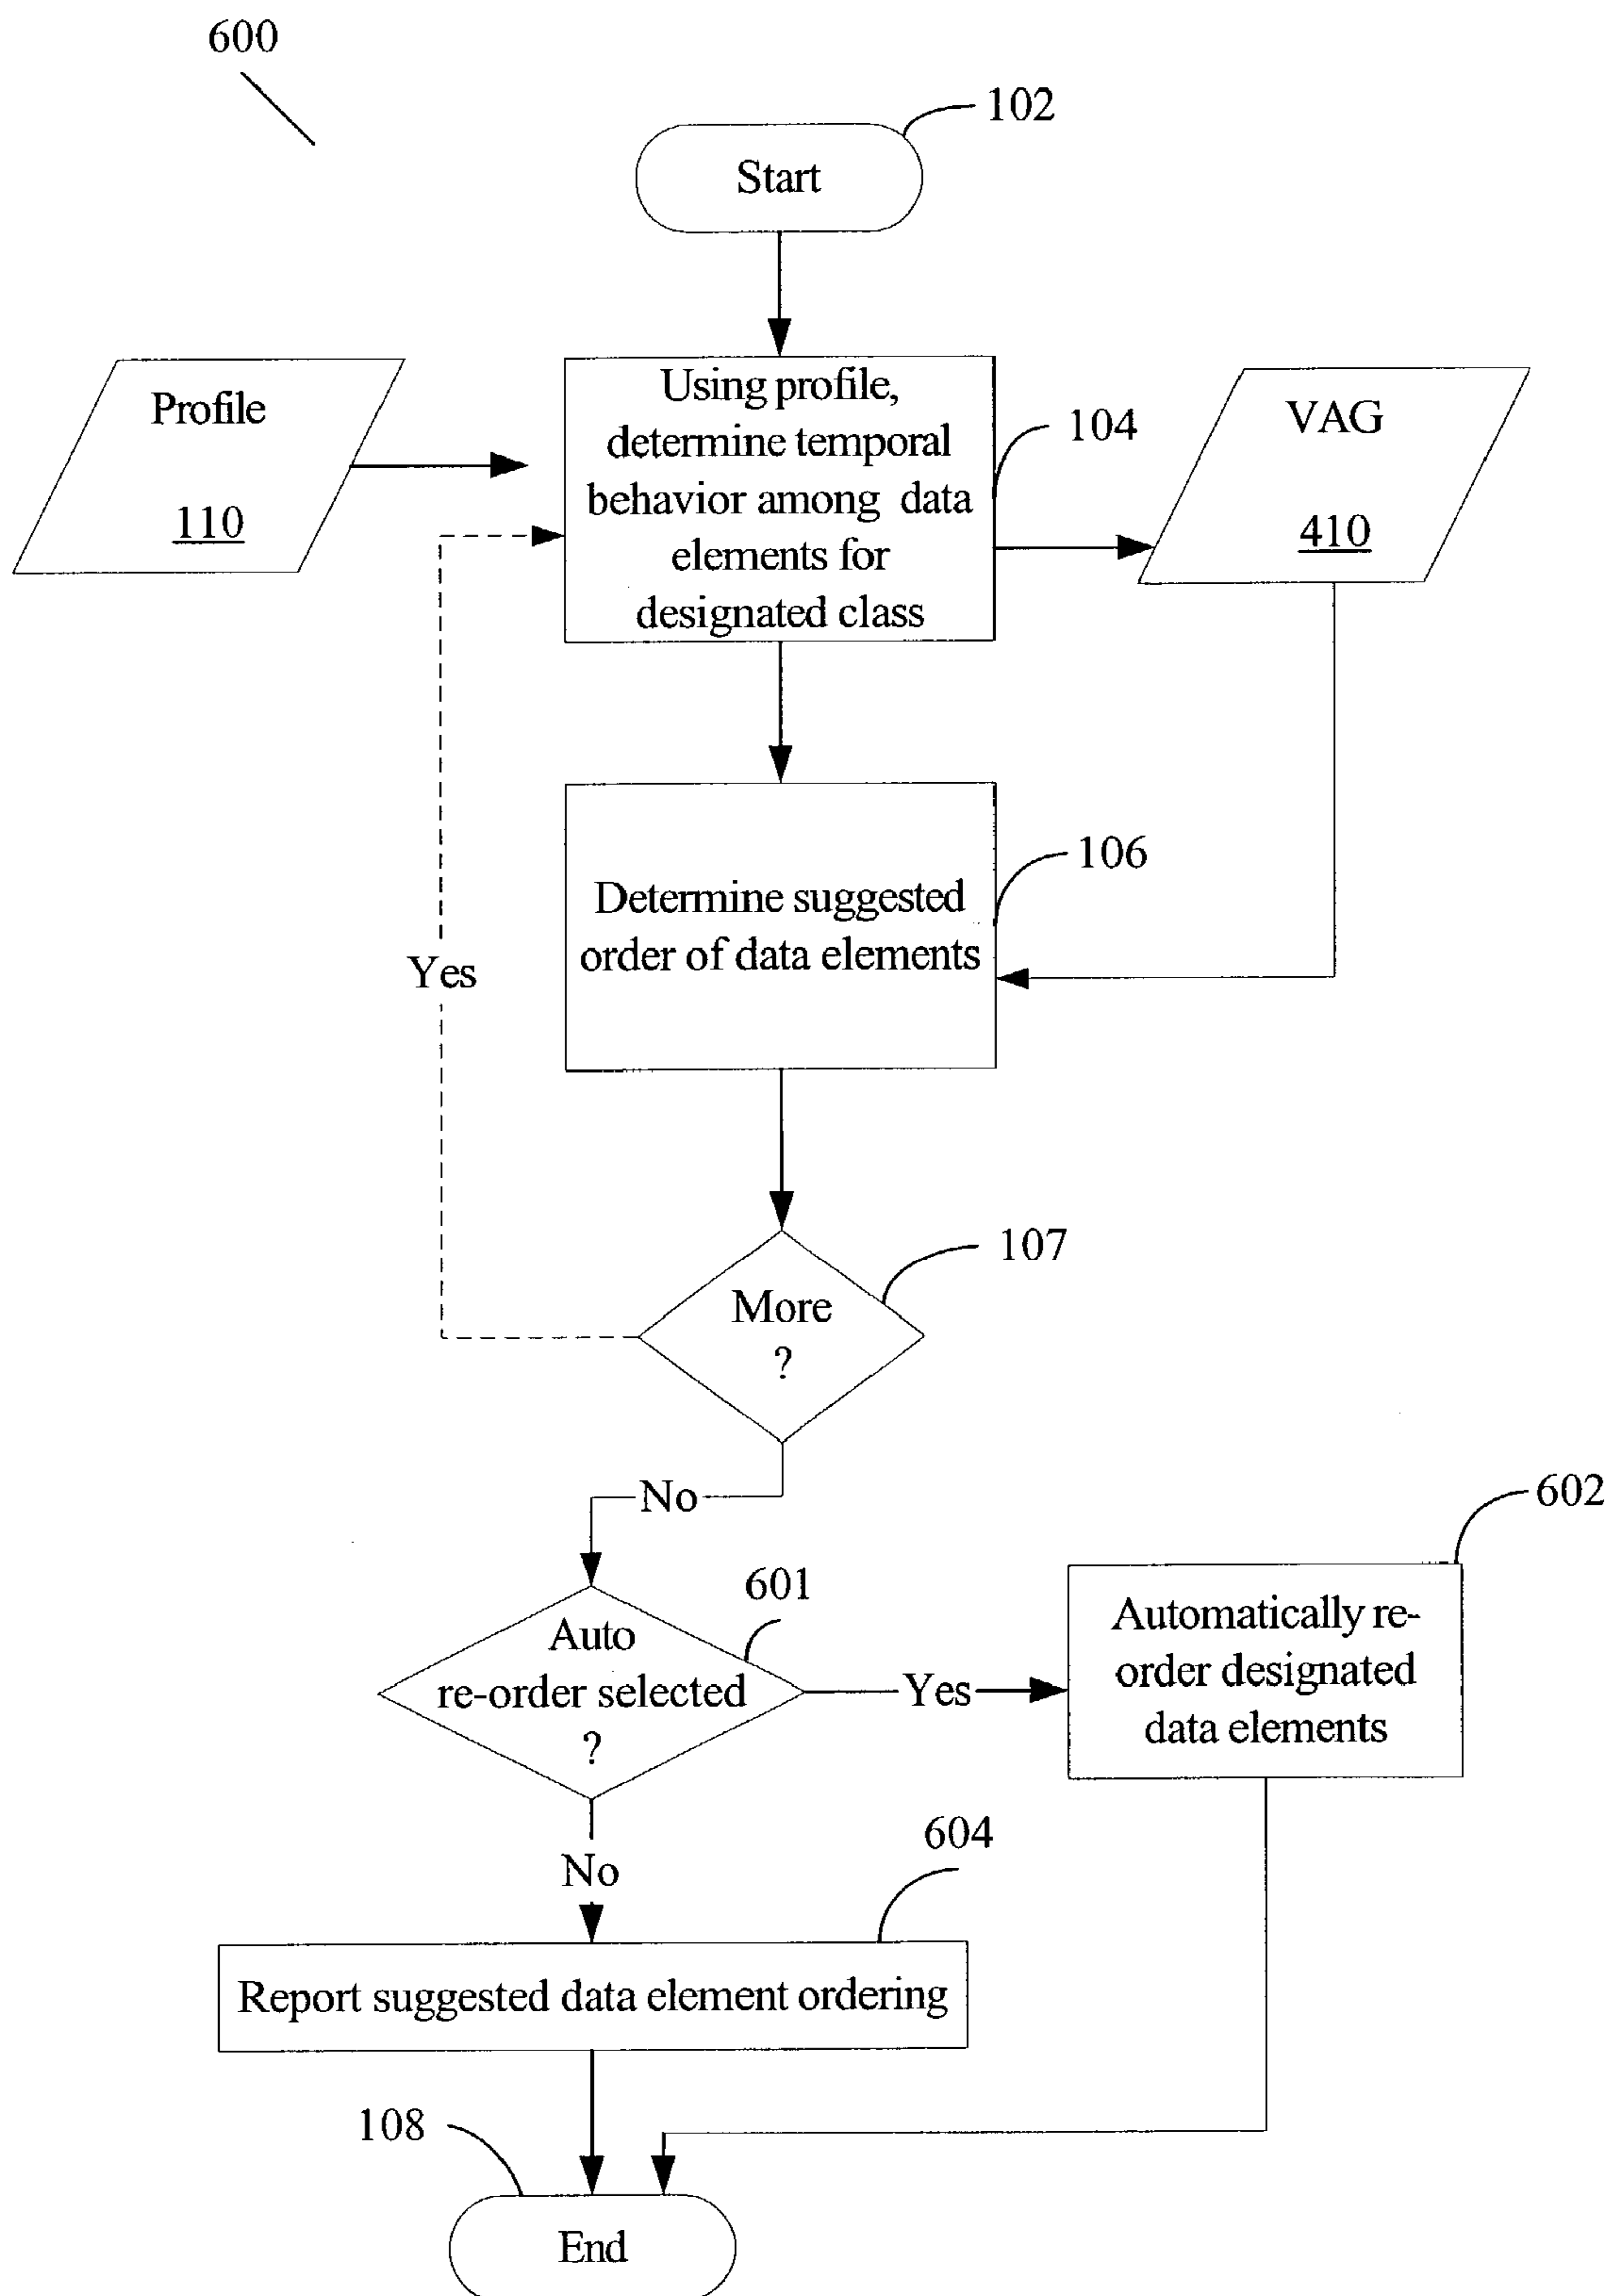 600
102
Start
Profile
110
Using profile,
determine temporal
behavior among data
elements for
designated class
104
VAG
410
106
Determine suggested
order of data elements
Yes
107
More
?
No
602
601
Auto
re-order selected
?
Yes
Automatically re-
order designated
data elements
604
No
Report suggested data element ordering
108
End